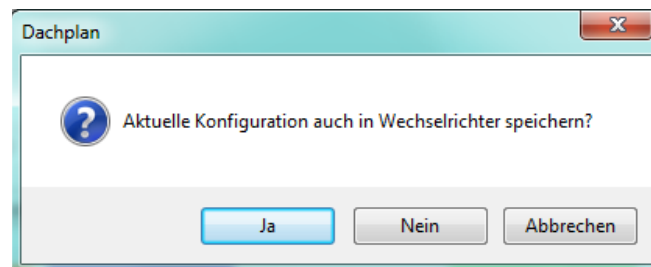 Dachplan
Aktuelle Konfiguration auch in Wechselrichter speichern?
Ja
Nein
Abbrechen